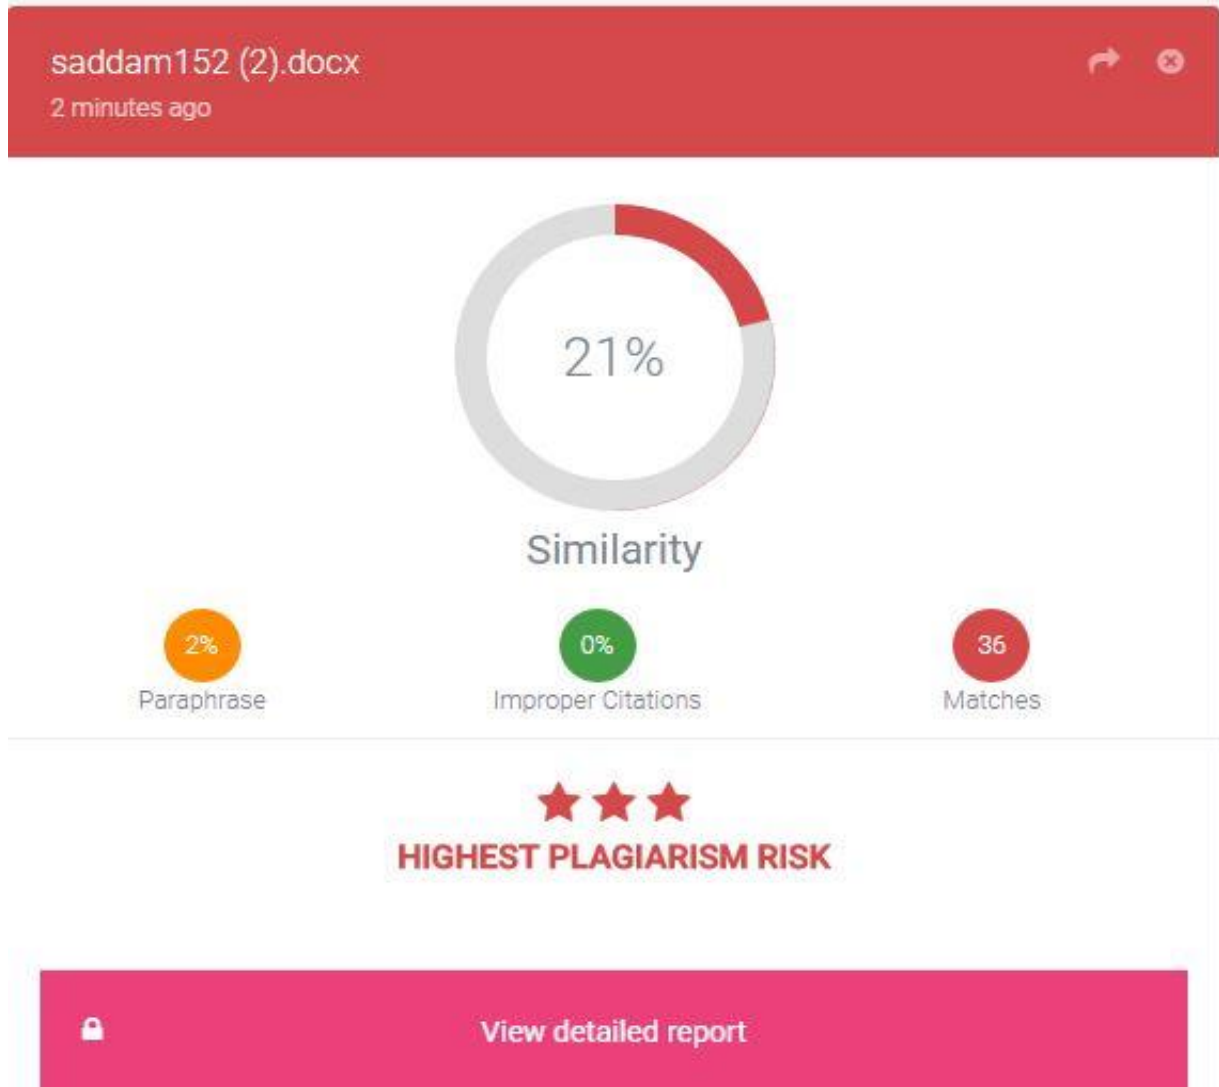 saddam152 (2).docx
2 minutes ago
21%
Similarity
2%
Paraphrase
0%
Improper Citations
36
Matches
HIGHEST PLAGIARISM RISK
View detailed report